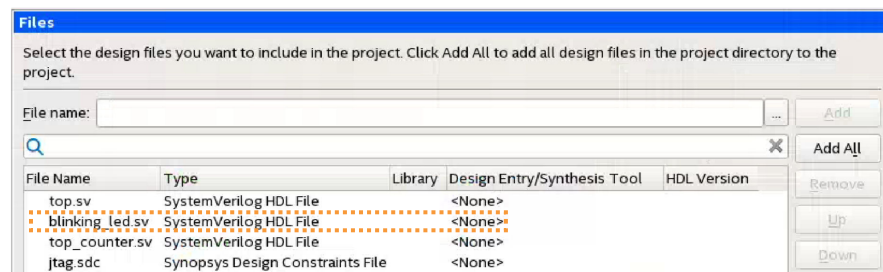 Files
Select the design files you want to include in the project. Click Add All to add all design files in the project directory to the
project.
File name: ... Add
Add All
File Name Type Library Design Entry/Synthesis Tool HDL Version
Remove
top.sv SystemVerilog HDL File <None>
blinking_led.sv SystemVerilog HDL File <None>
Up
top_counter.sv SystemVerilog HDL File <None>
jtag.sdc Synopsys Design Constraints File <None>
Down